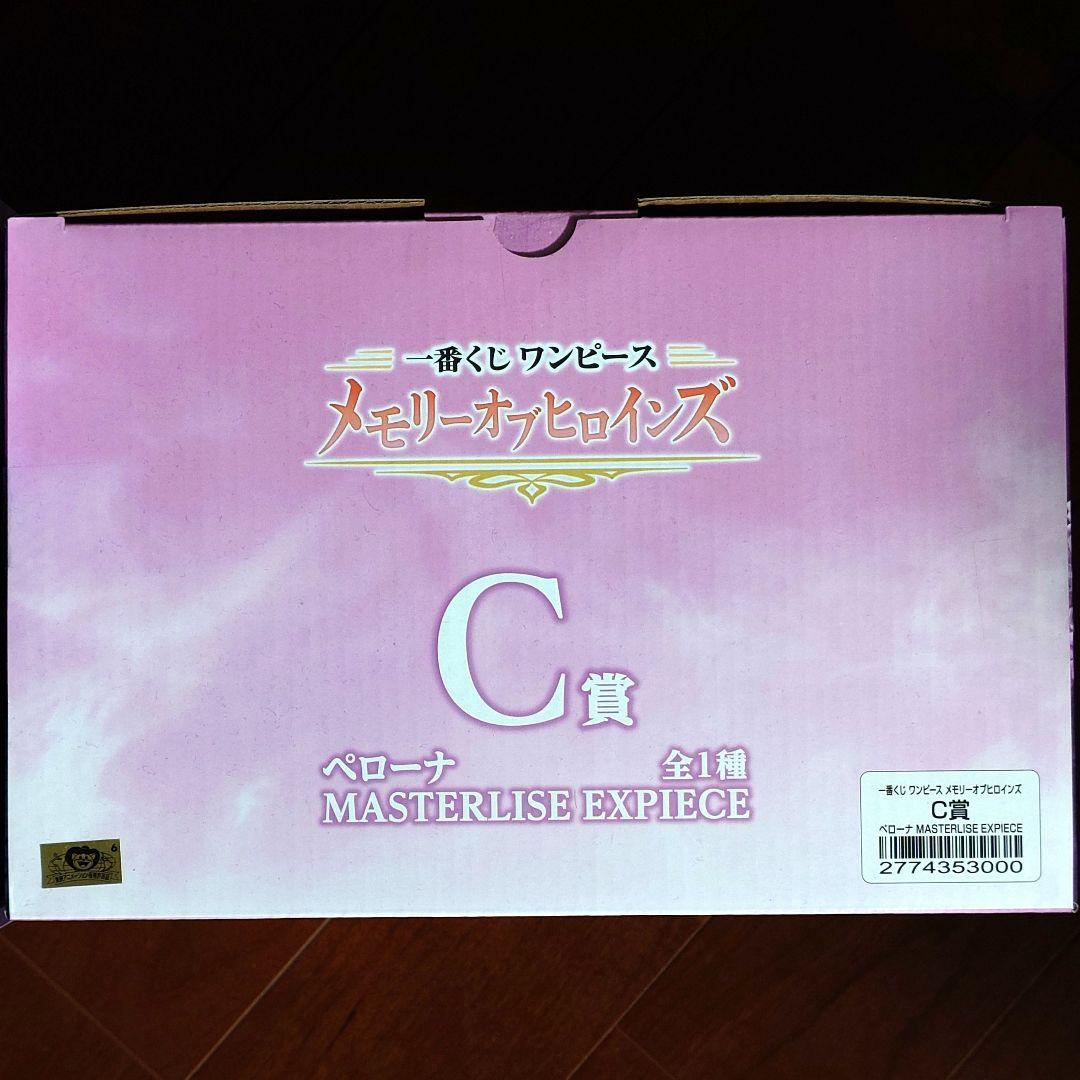 一番くじ ワンピース
メモリーオブヒロインズ
C賞
ペローナ 全1種
MASTERLISE EXPIECE
一番くじ ワンピース メモリーオブヒロインズ
C賞
ペローナ MASTERLISE EXPIECE
2774353000
6